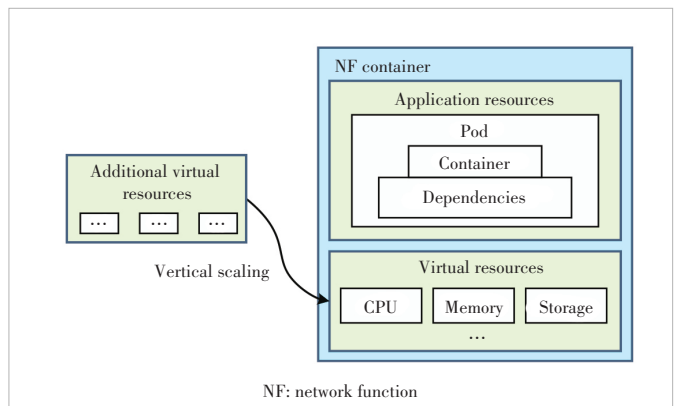 NF container
Application resources
Pod
Container
Dependencies
Additional virtual
resources
… … …
Vertical scaling
Virtual resources
CPU Memory Storage
…
NF: network function